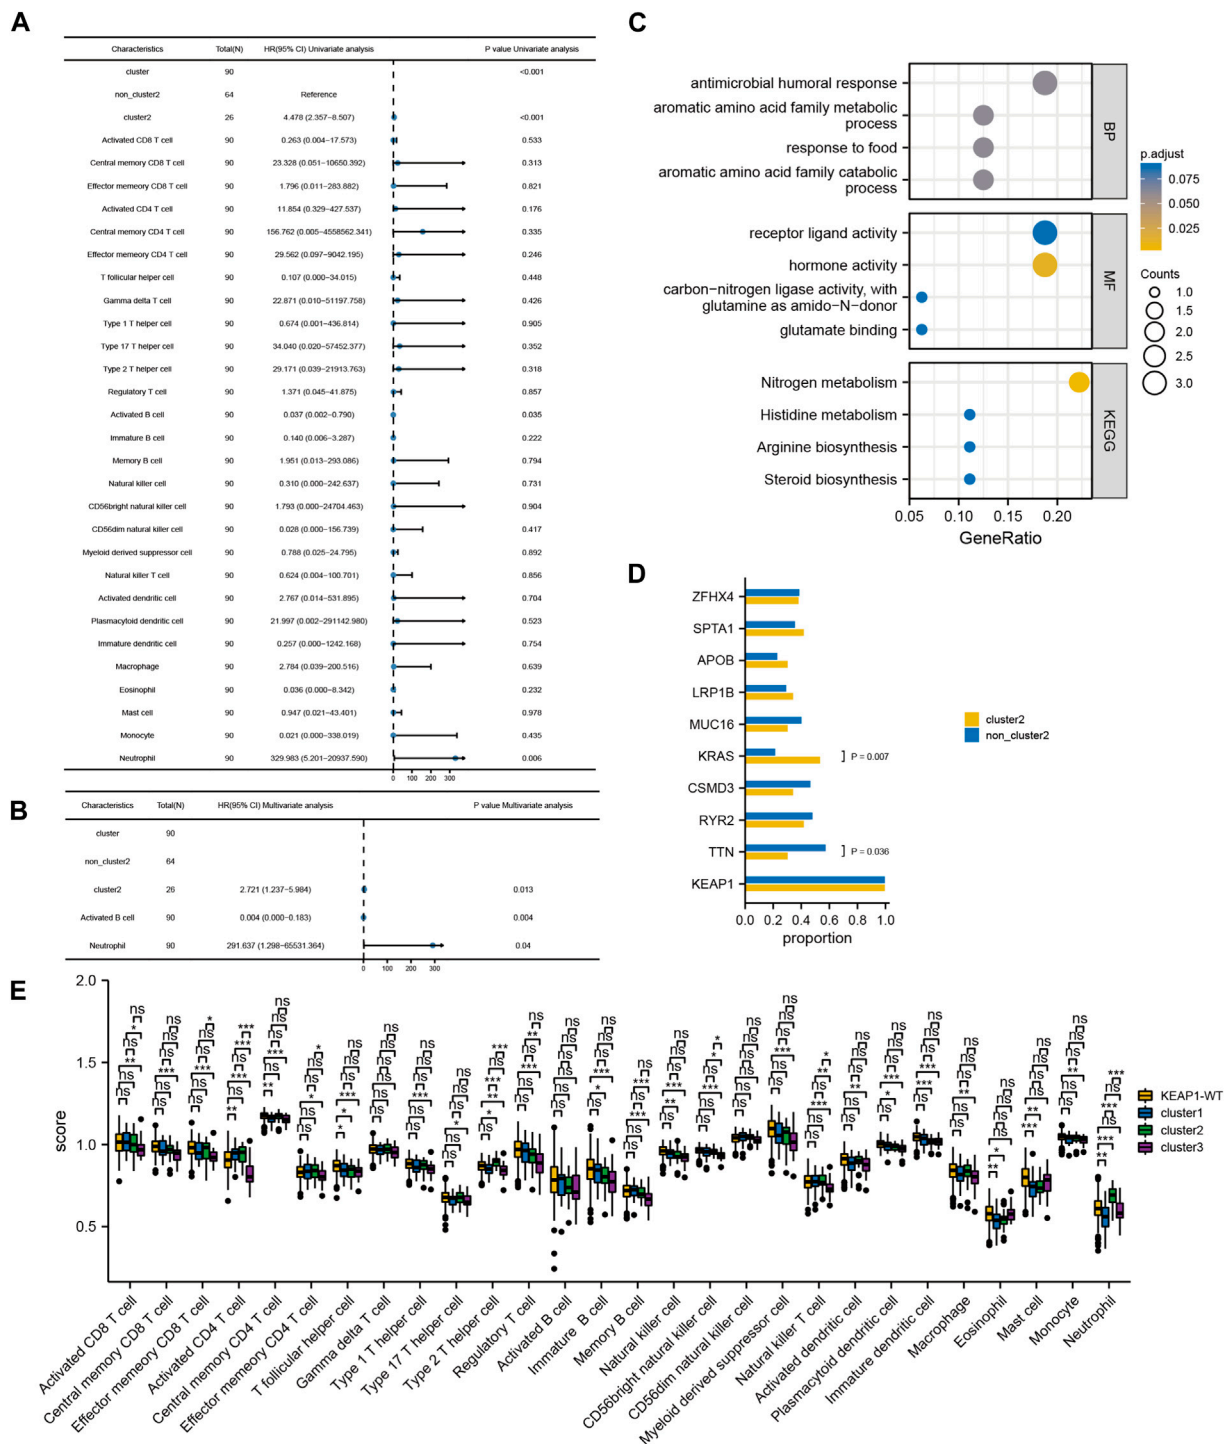 A
Characteristics Total(N) HR(95% CI) Univariate analysis P value Univariate analysis
cluster 90 <0.001
non_cluster2 64 Reference
cluster2 26 4.478 (2.357−8.507) <0.001
Activated CD8 T cell 90 0.263 (0.004−17.573) 0.533
Central memory CD8 T cell 90 23.328 (0.051−10650.392) 0.313
Effector memeory CD8 T cell 90 1.796 (0.011−283.882) 0.821
Activated CD4 T cell 90 11.854 (0.329−427.537) 0.176
Central memory CD4 T cell 90 156.762 (0.005−4558562.341) 0.335
Effector memeory CD4 T cell 90 29.562 (0.097−9042.195) 0.246
T follicular helper cell 90 0.107 (0.000−34.015) 0.448
Gamma delta T cell 90 22.871 (0.010−51197.758) 0.426
Type 1 T helper cell 90 0.674 (0.001−436.814) 0.905
Type 17 T helper cell 90 34.040 (0.020−57452.377) 0.352
Type 2 T helper cell 90 29.171 (0.039−21913.763) 0.318
Regulatory T cell 90 1.371 (0.045−41.875) 0.857
Activated B cell 90 0.037 (0.002−0.790) 0.035
Immature B cell 90 0.140 (0.006−3.287) 0.222
Memory B cell 90 1.951 (0.013−293.086) 0.794
Natural killer cell 90 0.310 (0.000−242.637) 0.731
CD56bright natural killer cell 90 1.793 (0.000−24704.463) 0.904
CD56dim natural killer cell 90 0.028 (0.000−156.739) 0.417
Myeloid derived suppressor cell 90 0.788 (0.025−24.795) 0.892
Natural killer T cell 90 0.624 (0.004−100.701) 0.856
Activated dendritic cell 90 2.767 (0.014−531.895) 0.704
Plasmacytoid dendritic cell 90 21.997 (0.002−291142.980) 0.523
Immature dendritic cell 90 0.257 (0.000−1242.168) 0.754
Macrophage 90 2.784 (0.039−200.516) 0.639
Eosinophil 90 0.036 (0.000−8.342) 0.232
Mast cell 90 0.947 (0.021−43.401) 0.978
Monocyte 90 0.021 (0.000−338.019) 0.435
Neutrophil 90 329.983 (5.201−20937.590) 0.006
0 100 200 300
B
Characteristics Total(N) HR(95% CI) Multivariate analysis P value Multivariate analysis
cluster 90
non_cluster2 64
cluster2 26 2.721 (1.237−5.984) 0.013
Activated B cell 90 0.004 (0.000−0.183) 0.004
Neutrophil 90 291.637 (1.298−65531.364) 0.04
0 100 200 300
C
antimicrobial humoral response
aromatic amino acid family metabolic
process
response to food
aromatic amino acid family catabolic
process
BP
receptor ligand activity
hormone activity
carbon−nitrogen ligase activity, with
glutamine as amido−N−donor
glutamate binding
MF
Nitrogen metabolism
Histidine metabolism
Arginine biosynthesis
Steroid biosynthesis
KEGG
0.05 0.10 0.15 0.20
GeneRatio
p.adjust
0.075
0.050
0.025
Counts
1.0
1.5
2.0
2.5
3.0
D
ZFHX4
SPTA1
APOB
LRP1B
MUC16
KRAS P = 0.007
CSMD3
RYR2
TTN P = 0.036
KEAP1
0.0 0.2 0.4 0.6 0.8 1.0
proportion
cluster2
non_cluster2
E
score
2.0
1.5
1.0
0.5
Activated CD8 T cell
Central memory CD8 T cell
Effector memeory CD8 T cell
Activated CD4 T cell
Central memory CD4 T cell
Effector memeory CD4 T cell
T follicular helper cell
Gamma delta T cell
Type 1 T helper cell
Type 17 T helper cell
Type 2 T helper cell
Regulatory T cell
Activated B cell
Immature B cell
Memory B cell
Natural killer cell
CD56bright natural killer cell
CD56dim natural killer cell
Myeloid derived suppressor cell
Natural killer T cell
Activated dendritic cell
Plasmacytoid dendritic cell
Immature dendritic cell
Macrophage
Eosinophil
Mast cell
Monocyte
Neutrophil
KEAP1−WT
cluster1
cluster2
cluster3